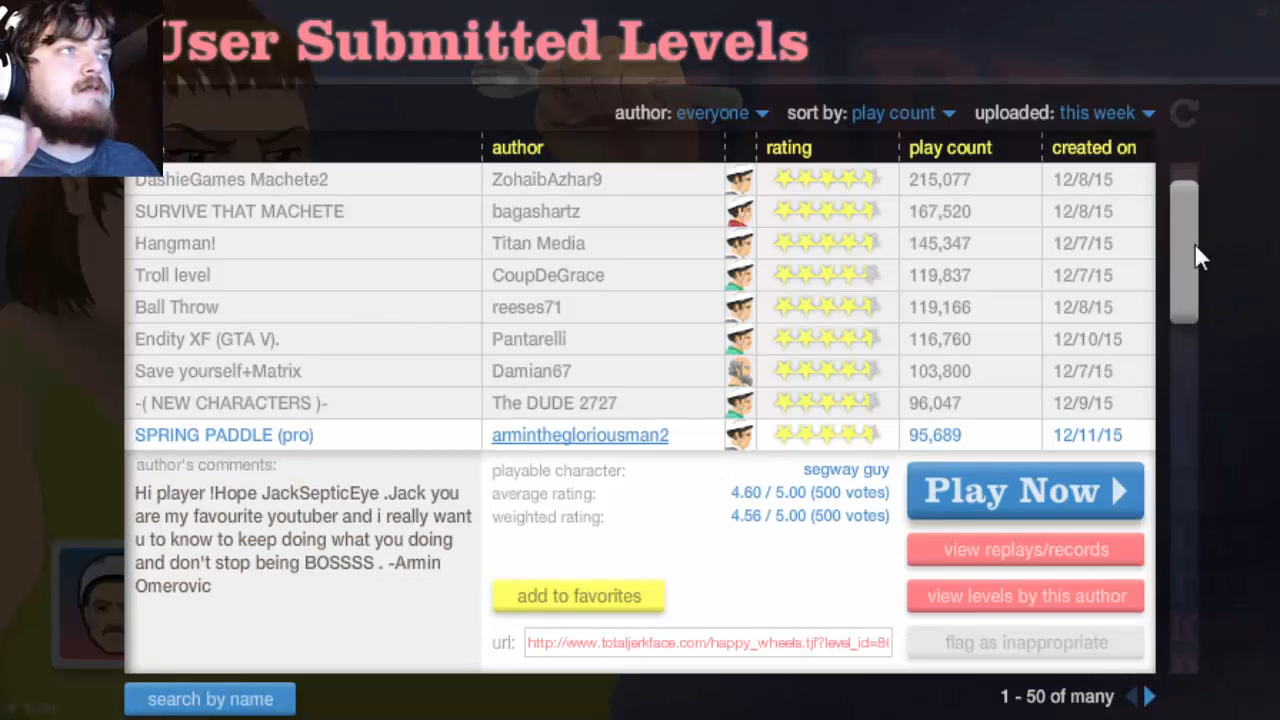 User Submitted Levels
author: everyone sort by: play count uploaded: this week
author rating play count created on
DashieGames Machete2 ZohaibAzhar9 215,077 12/8/15
SURVIVE THAT MACHETE bagashartz 167,520 12/8/15
Hangman! Titan Media 145,347 12/7/15
Troll level CoupDeGrace 119,837 12/7/15
Ball Throw reeses71 119,166 12/8/15
Endity XF (GTA V). Pantarelli 116,760 12/10/15
Save yourself+Matrix Damian67 103,800 12/7/15
-( NEW CHARACTERS )- The DUDE 2727 96,047 12/9/15
SPRING PADDLE (pro) arminthegloriousman2 95,689 12/11/15
author's comments:
Hi player !Hope JackSepticEye .Jack you
are my favourite youtuber and i really want
u to know to keep doing what you doing
and don't stop being BOSSSS . -Armin
Omerovic
playable character: segway guy
average rating: 4.60 / 5.00 (500 votes)
weighted rating: 4.56 / 5.00 (500 votes)
add to favorites
url: http://www.totaljerkface.com/happy_wheels.tjf?level_id=8
Play Now
view replays/records
view levels by this author
flag as inappropriate
search by name
1 - 50 of many